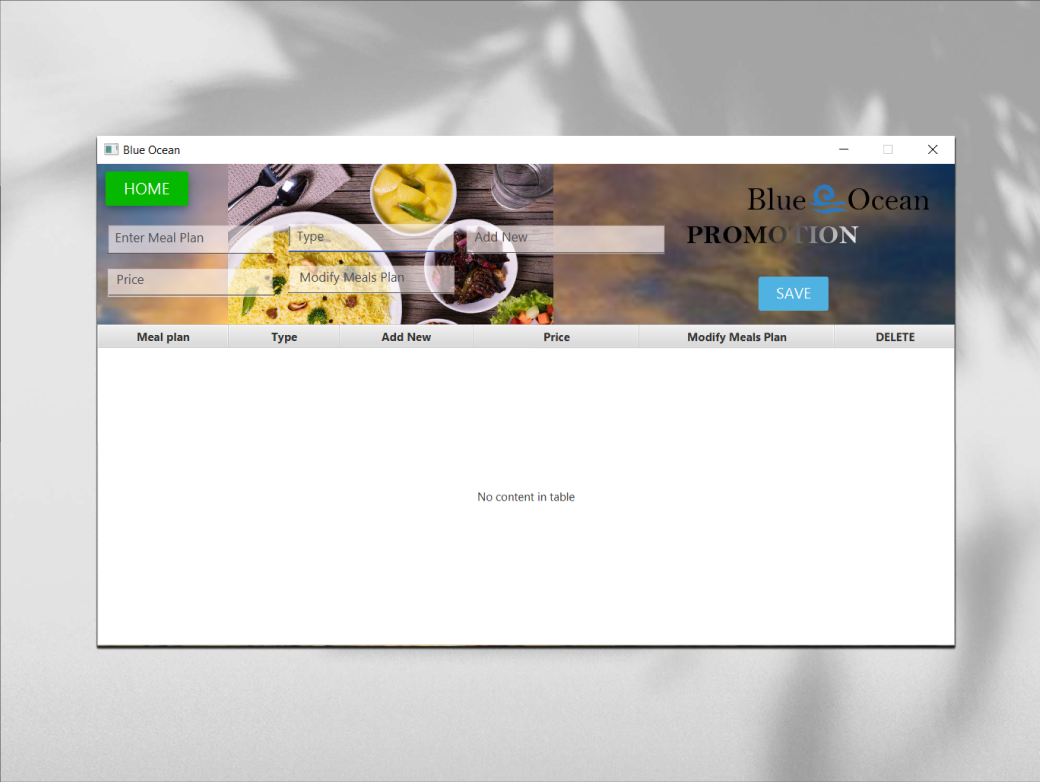 Blue Ocean
HOME
Blue Ocean
PROMOTION
Enter Meal Plan
Type
Add New
Price
Modify Meals Plan
SAVE
Meal plan Type Add New Price Modify Meals Plan DELETE
No content in table